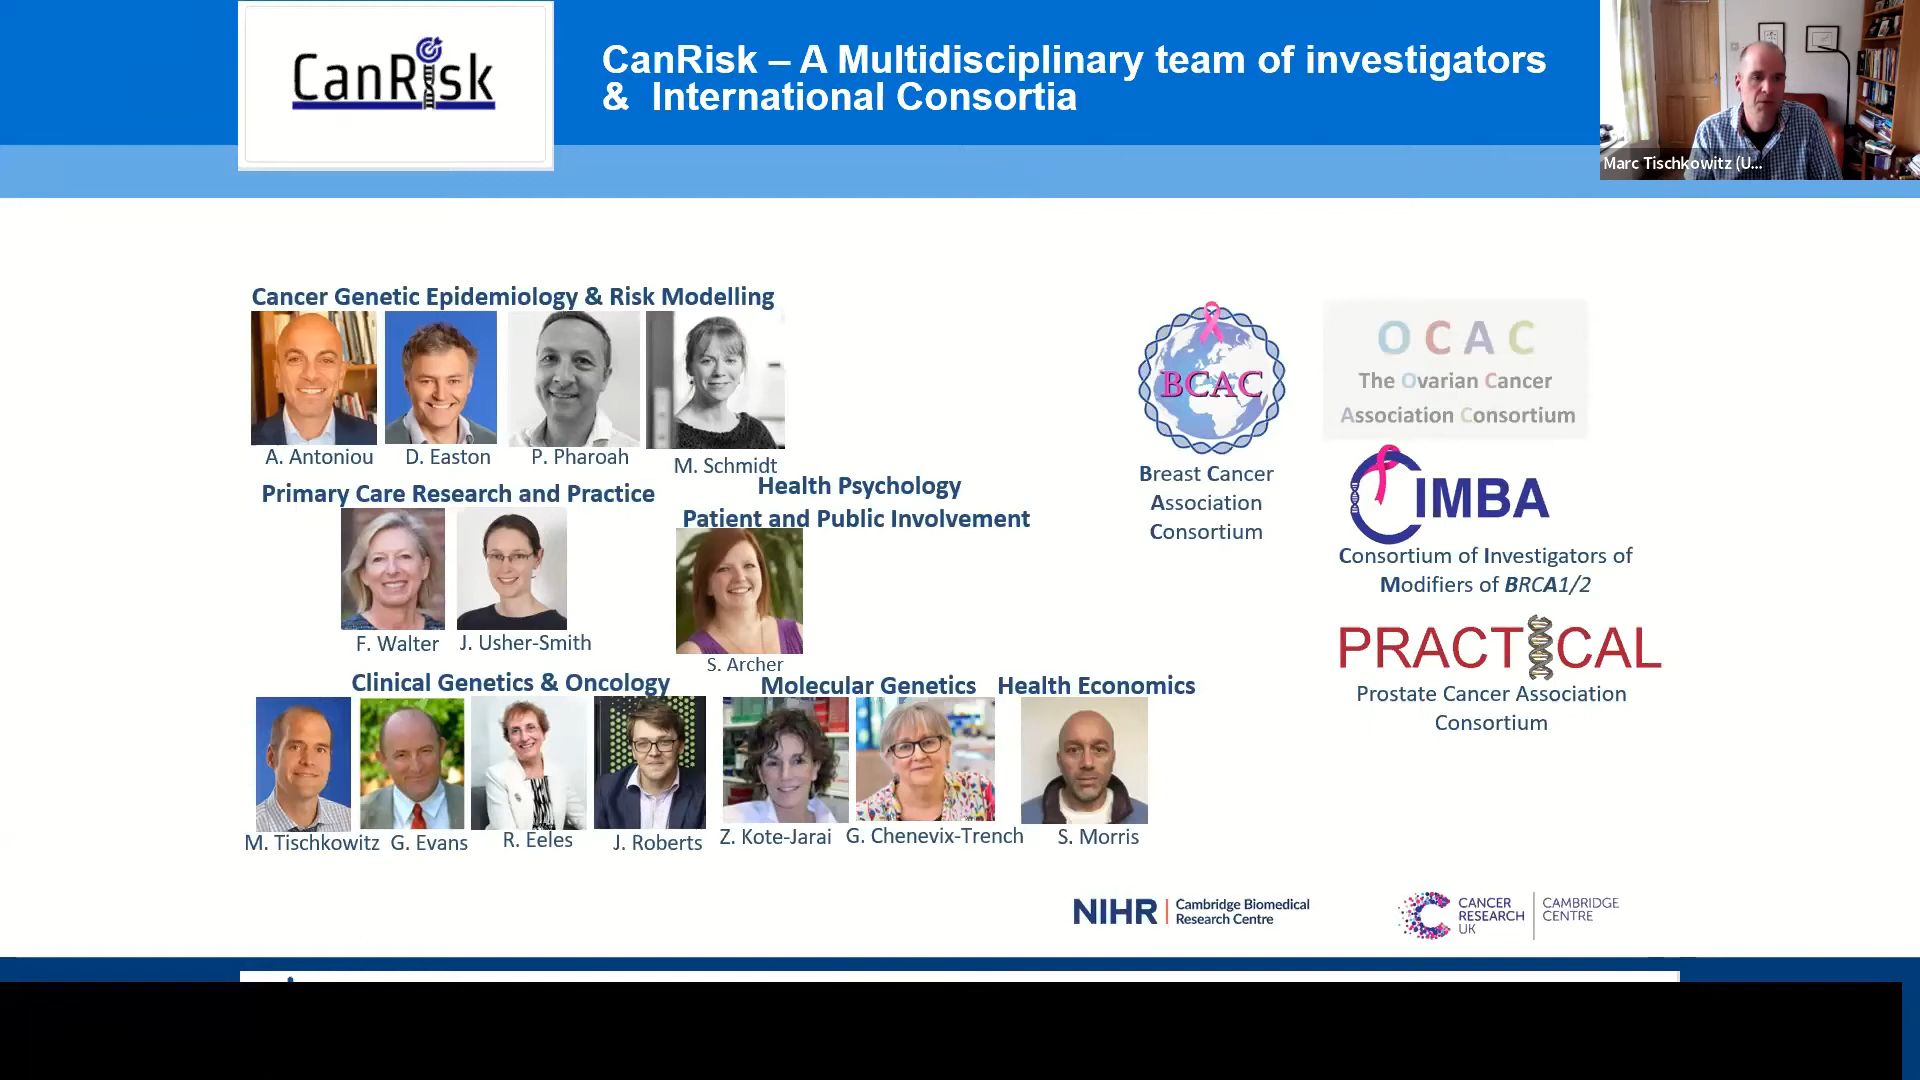 CanRisk
CanRisk – A Multidisciplinary team of investigators
& International Consortia
Marc Tischkowitz (U...
Cancer Genetic Epidemiology & Risk Modelling
A. Antoniou
D. Easton
P. Pharoah
M. Schmidt
Primary Care Research and Practice
F. Walter
J. Usher-Smith
Health Psychology
Patient and Public Involvement
S. Archer
Clinical Genetics & Oncology
M. Tischkowitz
G. Evans
R. Eeles
J. Roberts
Molecular Genetics
Z. Kote-Jarai
G. Chenevix-Trench
Health Economics
S. Morris
BCAC
Breast Cancer
Association
Consortium
OCAC
The Ovarian Cancer
Association Consortium
CIMBA
Consortium of Investigators of
Modifiers of BRCA1/2
PRACTICAL
Prostate Cancer Association
Consortium
NIHR | Cambridge Biomedical
Research Centre
CANCER
RESEARCH
UK
CAMBRIDGE
CENTRE